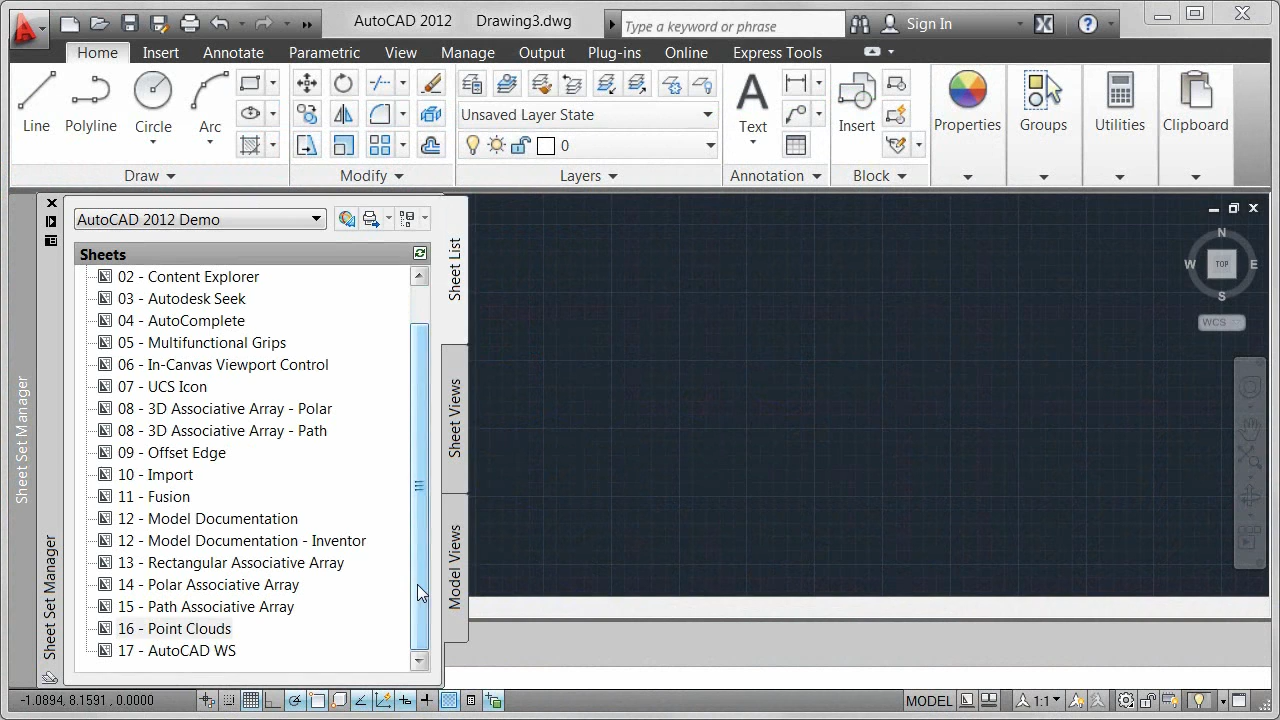 AutoCAD 2012 Drawing3.dwg
Type a keyword or phrase
Sign In
Home Insert Annotate Parametric View Manage Output Plug-ins Online Express Tools
Line Polyline Circle Arc
Draw
Modify
Unsaved Layer State
0
Layers
Text
Annotation
Insert
Block
Properties
Groups
Utilities
Clipboard
AutoCAD 2012 Demo
Sheets
02 - Content Explorer
03 - Autodesk Seek
04 - AutoComplete
05 - Multifunctional Grips
06 - In-Canvas Viewport Control
07 - UCS Icon
08 - 3D Associative Array - Polar
08 - 3D Associative Array - Path
09 - Offset Edge
10 - Import
11 - Fusion
12 - Model Documentation
12 - Model Documentation - Inventor
13 - Rectangular Associative Array
14 - Polar Associative Array
15 - Path Associative Array
16 - Point Clouds
17 - AutoCAD WS
Sheet List
Sheet Views
Model Views
Sheet Set Manager
Sheet Set Manager
N
W TOP E
S
WCS
-1.0894, 8.1591, 0.0000
MODEL
1:1